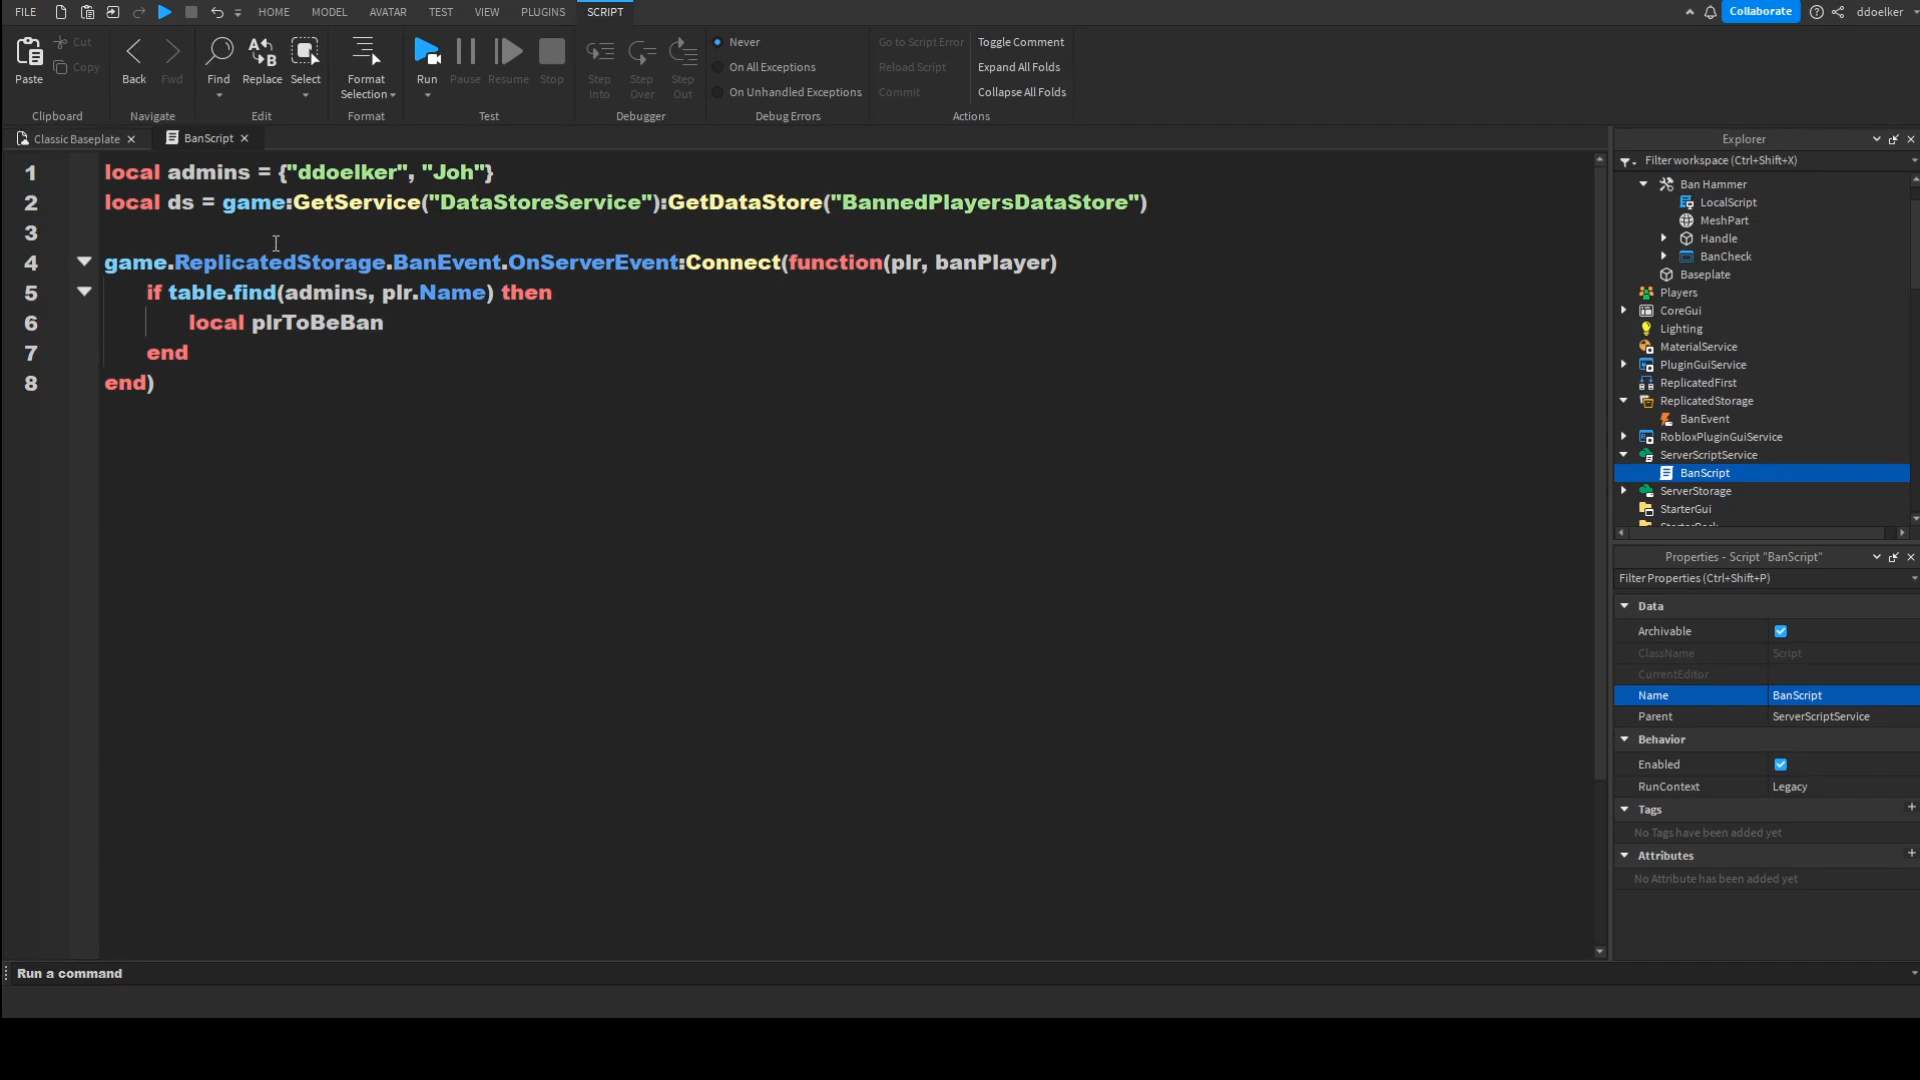 FILE HOME MODEL AVATAR TEST VIEW PLUGINS SCRIPT Collaborate ddoelker
Cut Never Go to Script Error Toggle Comment
Copy On All Exceptions Reload Script Expand All Folds
Paste Back Fwd Find Replace Select Format Run Pause Resume Stop Step Step Step
Selection Into Over Out On Unhandled Exceptions Commit Collapse All Folds
Clipboard Navigate Edit Format Test Debugger Debug Errors Actions
Classic Baseplate BanScript
1 local admins = {"ddoelker", "Joh"}
2 local ds = game:GetService("DataStoreService"):GetDataStore("BannedPlayersDataStore")
3
4 game.ReplicatedStorage.BanEvent.OnServerEvent:Connect(function(plr, banPlayer)
5 if table.find(admins, plr.Name) then
6 local plrToBeBan
7 end
8 end)
Run a command
Explorer
Filter workspace (Ctrl+Shift+X)
Ban Hammer
LocalScript
MeshPart
Handle
BanCheck
Baseplate
Players
CoreGui
Lighting
MaterialService
PluginGuiService
ReplicatedFirst
ReplicatedStorage
BanEvent
RobloxPluginGuiService
ServerScriptService
BanScript
ServerStorage
StarterGui
Properties - Script "BanScript"
Filter Properties (Ctrl+Shift+P)
Data
Archivable
ClassName Script
CurrentEditor
Name BanScript
Parent ServerScriptService
Behavior
Enabled
RunContext Legacy
Tags
No Tags have been added yet
Attributes
No Attribute has been added yet